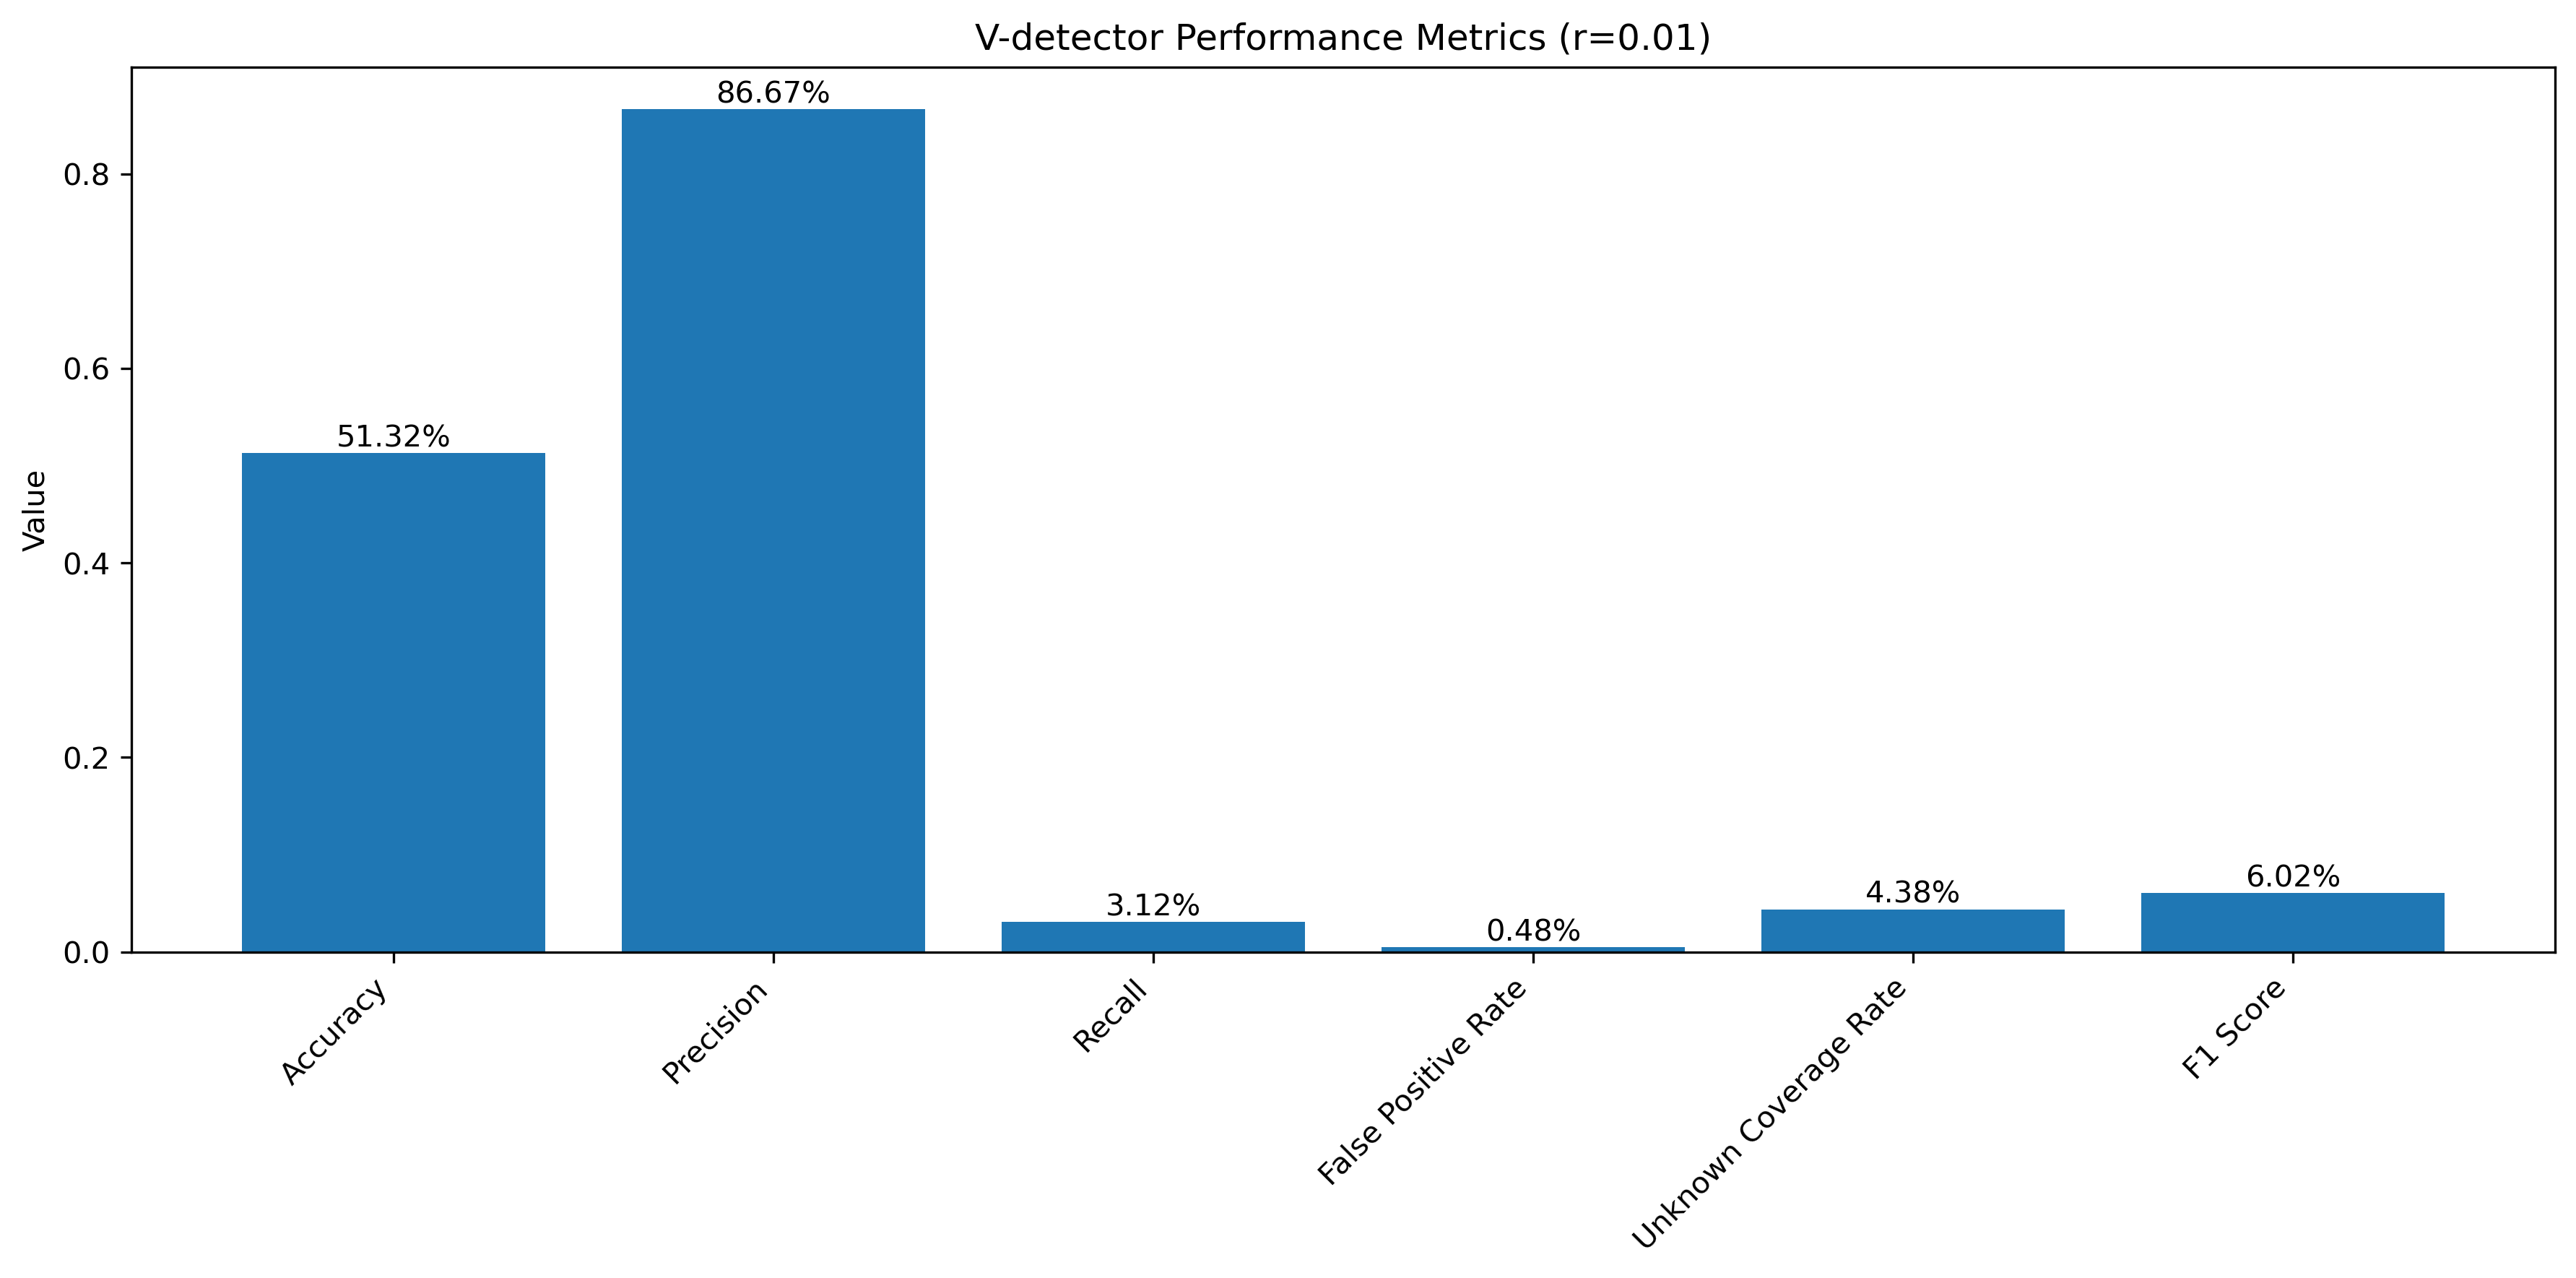 V-detector Performance Metrics (r=0.01)
Value
0.8
0.6
0.4
0.2
0.0
51.32%
86.67%
3.12%
0.48%
4.38%
6.02%
Accuracy
Precision
Recall
False Positive Rate
Unknown Coverage Rate
F1 Score